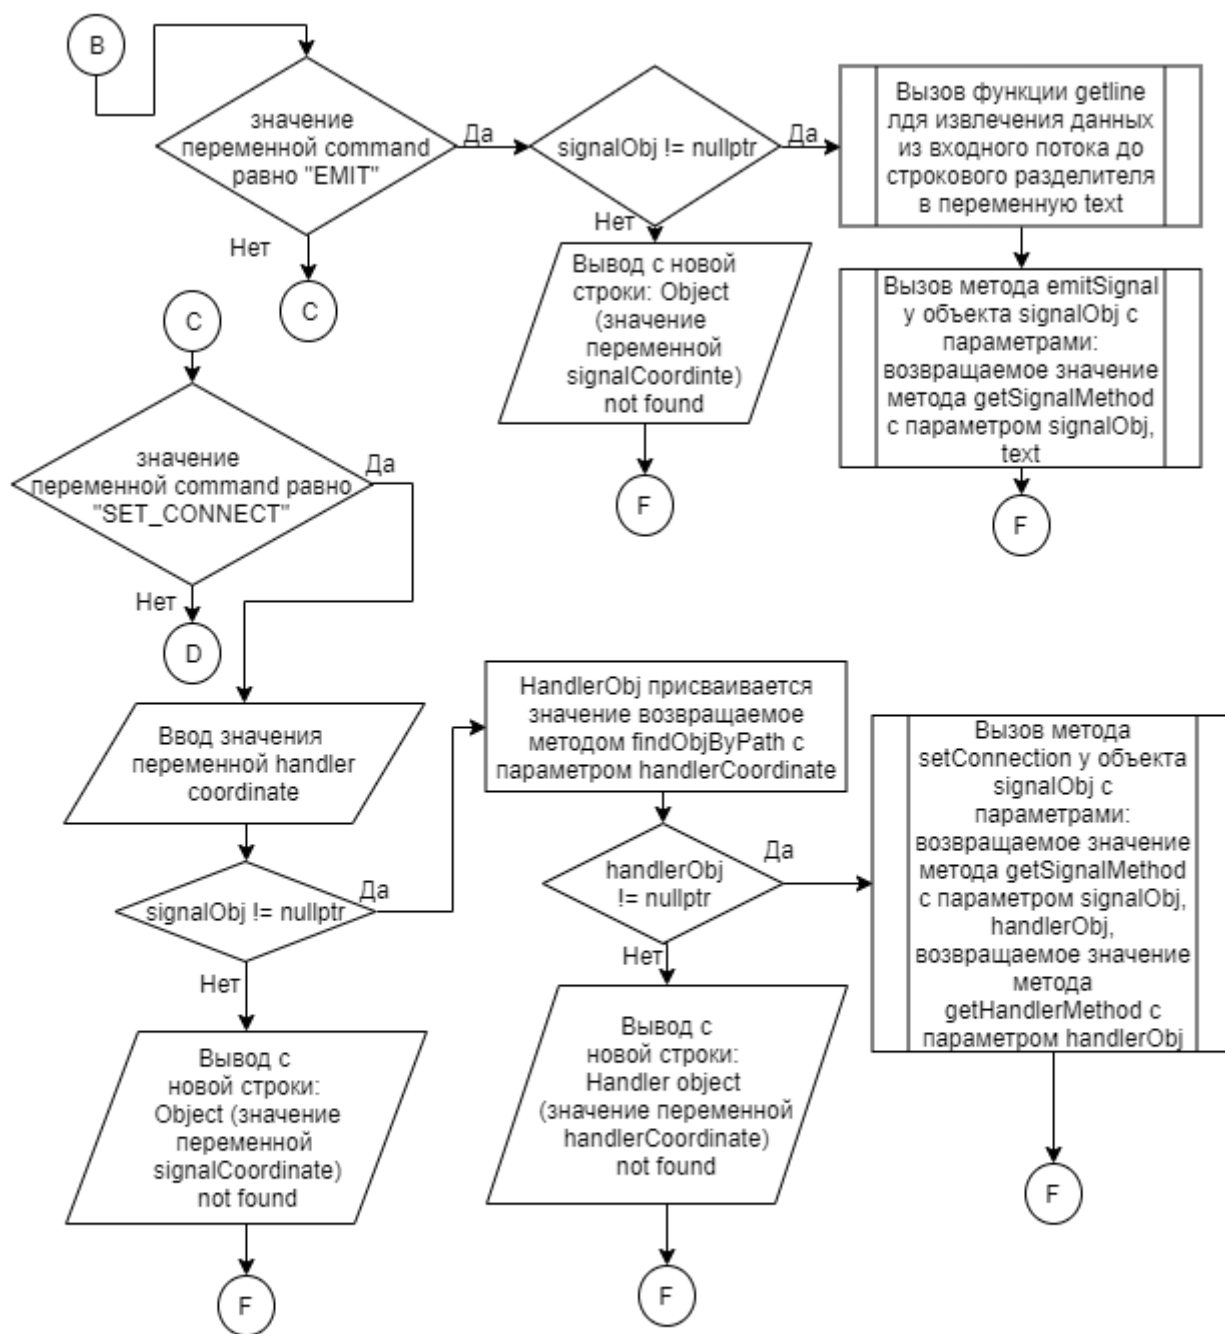 B
значение
переменной command
равно "EMIT"
Да
Нет
C
signalObj != nullptr
Да
Нет
Вызов функции getline
лдя извлечения данных
из входного потока до
строкового разделителя
в переменную text
Вывод с новой
строки: Object
(значение
переменной
signalCoordinte)
not found
F
Вызов метода emitSignal
у объекта signalObj с
параметрами:
возвращаемое значение
метода getSignalMethod
с параметром signalObj,
text
F
C
значение
переменной command равно
"SET_CONNECT"
Да
Нет
D
Ввод значения
переменной handler
coordinate
signalObj != nullptr
Да
Нет
Вывод с
новой строки:
Object (значение
переменной
signalCoordinate)
not found
F
HandlerObj присваивается
значение возвращаемое
методом findObjByPath с
параметром handlerCoordinate
handlerObj
!= nullptr
Да
Нет
Вывод с
новой строки:
Handler object
(значение переменной
handlerCoordinate)
not found
F
Вызов метода
setConnection у объекта
signalObj с
параметрами:
возвращаемое значение
метода getSignalMethod
с параметром signalObj,
handlerObj,
возвращаемое значение
метода
getHandlerMethod с
параметром handlerObj
F